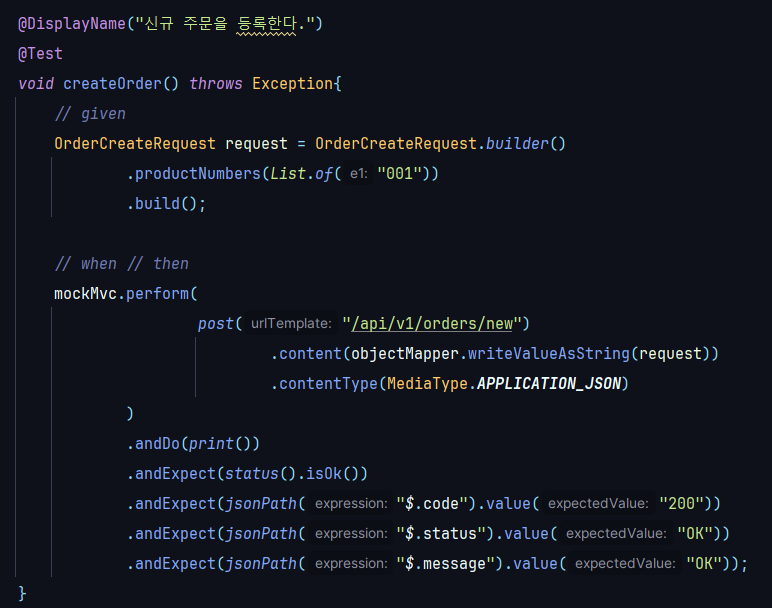 @DisplayName("신규 주문을 등록한다.")
@Test
void createOrder() throws Exception{
// given
OrderCreateRequest request = OrderCreateRequest.builder()
.productNumbers(List.of( e1: "001"))
.build();
// when // then
mockMvc.perform(
post( urlTemplate: "/api/v1/orders/new")
.content(objectMapper.writeValueAsString(request))
.contentType(MediaType.APPLICATION_JSON)
)
.andDo(print())
.andExpect(status().isOk())
.andExpect(jsonPath( expression: "$.code").value( expectedValue: "200"))
.andExpect(jsonPath( expression: "$.status").value( expectedValue: "OK"))
.andExpect(jsonPath( expression: "$.message").value( expectedValue: "OK"));
}